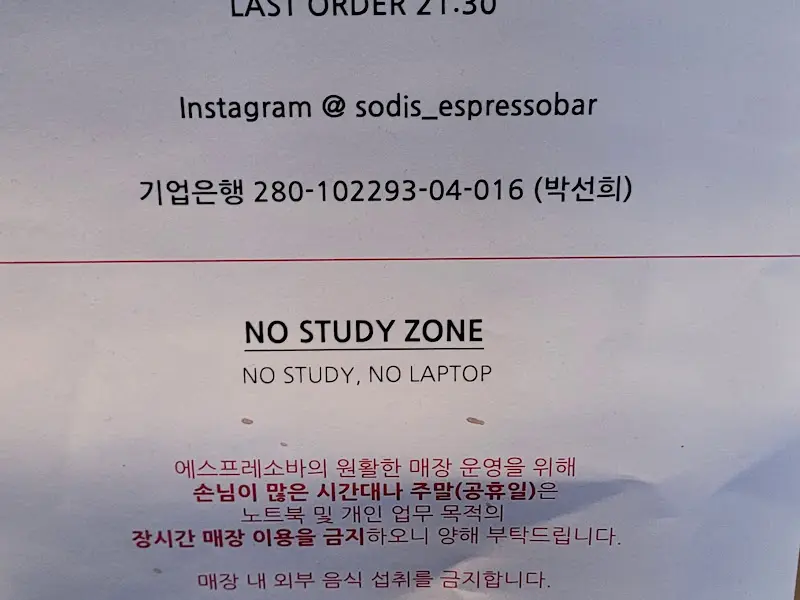 LAST ORDER 21:30
Instagram @ sodis_espressobar
기업은행 280-102293-04-016 (박선희)
NO STUDY ZONE
NO STUDY, NO LAPTOP
에스프레소바의 원활한 매장 운영을 위해
손님이 많은 시간대나 주말(공휴일)은
노트북 및 개인 업무 목적의
장시간 매장 이용을 금지하오니 양해 부탁드립니다.
매장 내 외부 음식 섭취를 금지합니다.